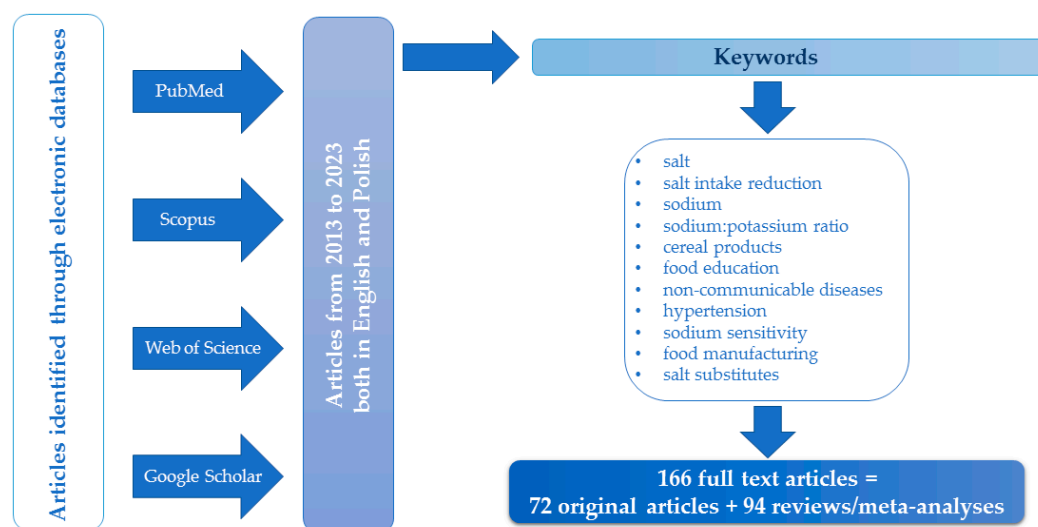 Articles identified through electronic databases
PubMed
Scopus
Web of Science
Google Scholar
Articles from 2013 to 2023
both in English and Polish
Keywords
• salt
• salt intake reduction
• sodium
• sodium:potassium ratio
• cereal products
• food education
• non-communicable diseases
• hypertension
• sodium sensitivity
• food manufacturing
• salt substitutes
166 full text articles =
72 original articles + 94 reviews/meta-analyses